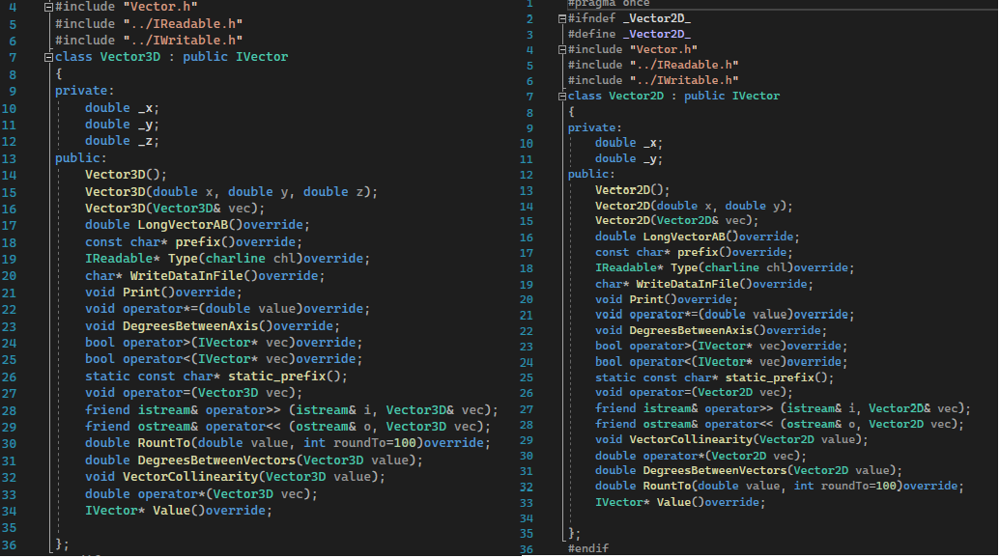 4 #include "Vector.h"
5 #include "../IReadable.h"
6 #include "../IWritable.h"
7 class Vector3D : public IVector
8 {
9 private:
10 double _x;
11 double _y;
12 double _z;
13 public:
14 Vector3D();
15 Vector3D(double x, double y, double z);
16 Vector3D(Vector3D& vec);
17 double LongVectorAB()override;
18 const char* prefix()override;
19 IReadable* Type(charline chl)override;
20 char* WriteDataInFile()override;
21 void Print()override;
22 void operator*=(double value)override;
23 void DegreesBetweenAxis()override;
24 bool operator>(IVector* vec)override;
25 bool operator<(IVector* vec)override;
26 static const char* static_prefix();
27 void operator=(Vector3D vec);
28 friend istream& operator>> (istream& i, Vector3D& vec);
29 friend ostream& operator<< (ostream& o, Vector3D vec);
30 double RountTo(double value, int roundTo=100)override;
31 double DegreesBetweenVectors(Vector3D value);
32 void VectorCollinearity(Vector3D value);
33 double operator*(Vector3D vec);
34 IVector* Value()override;
35
36 };
1 #pragma once
2 #ifndef _Vector2D_
3 #define _Vector2D_
4 #include "Vector.h"
5 #include "../IReadable.h"
6 #include "../IWritable.h"
7 class Vector2D : public IVector
8 {
9 private:
10 double _x;
11 double _y;
12 public:
13 Vector2D();
14 Vector2D(double x, double y);
15 Vector2D(Vector2D& vec);
16 double LongVectorAB()override;
17 const char* prefix()override;
18 IReadable* Type(charline chl)override;
19 char* WriteDataInFile()override;
20 void Print()override;
21 void operator*=(double value)override;
22 void DegreesBetweenAxis()override;
23 bool operator>(IVector* vec)override;
24 bool operator<(IVector* vec)override;
25 static const char* static_prefix();
26 void operator=(Vector2D vec);
27 friend istream& operator>> (istream& i, Vector2D& vec);
28 friend ostream& operator<< (ostream& o, Vector2D vec);
29 void VectorCollinearity(Vector2D value);
30 double operator*(Vector2D vec);
31 double DegreesBetweenVectors(Vector2D value);
32 double RountTo(double value, int roundTo=100)override;
33 IVector* Value()override;
34
35 };
36 #endif